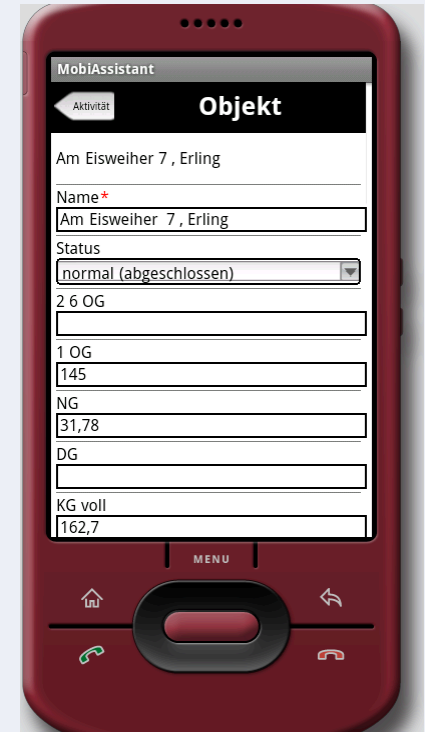 MobiAssistant
Aktivität
Objekt
Am Eisweiher 7 , Erling
Name*
Am Eisweiher  7 , Erling
Status
normal (abgeschlossen)
2 6 OG
1 OG
145
NG
31,78
DG
KG voll
162,7
MENU